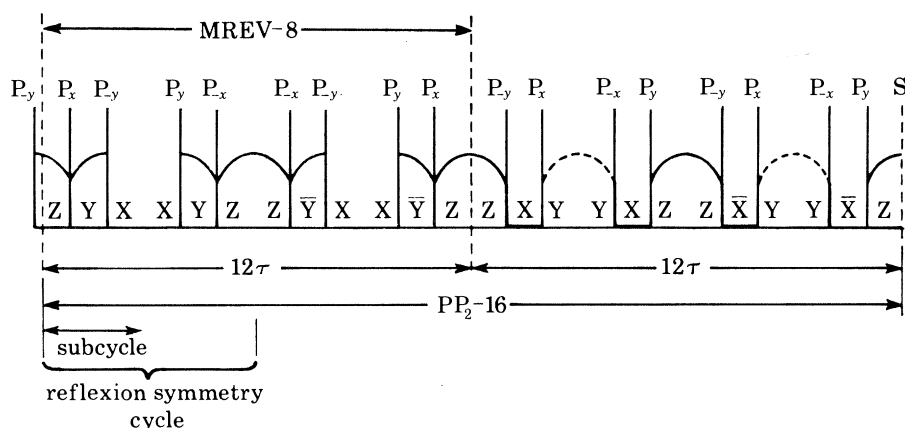 MREV-8
P₋y Pₓ P₋y Py P₋ₓ P₋ₓ P₋y Py Pₓ P₋y Pₓ P₋ₓ Py P₋y Pₓ P₋ₓ Py S
Z Y X X Y Z Z Y̅ X X Y̅ Z Z X Y Y X Z Z X̅ Y Y X̅ Z
12τ 12τ
PP₂-16
subcycle
reflexion symmetry
cycle